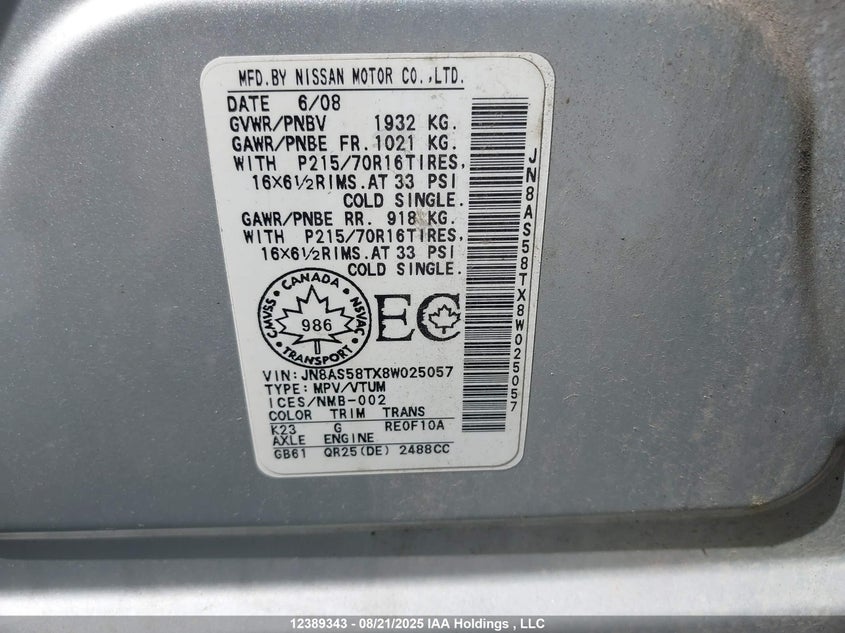 MFD.BY NISSAN MOTOR CO.,LTD.
DATE 6/08
GVWR/PNBV 1932 KG.
GAWR/PNBE FR. 1021 KG.
WITH P215/70R16TIRES,
16X6½RIMS.AT 33 PSI
COLD SINGLE.
GAWR/PNBE RR. 918 KG.
WITH P215/70R16TIRES,
16X6½RIMS.AT 33 PSI
COLD SINGLE.
CANADA
CMVSS
NSVAC
986
TRANSPORT
EC
VIN: JN8AS58TX8W025057
TYPE: MPV/VTUM
ICES/NMB-002
COLOR TRIM TRANS
K23 G RE0F10A
AXLE ENGINE
GB61 QR25(DE) 2488CC
JN8AS58TX8W025057
12389343 - 08/21/2025 IAA Holdings , LLC